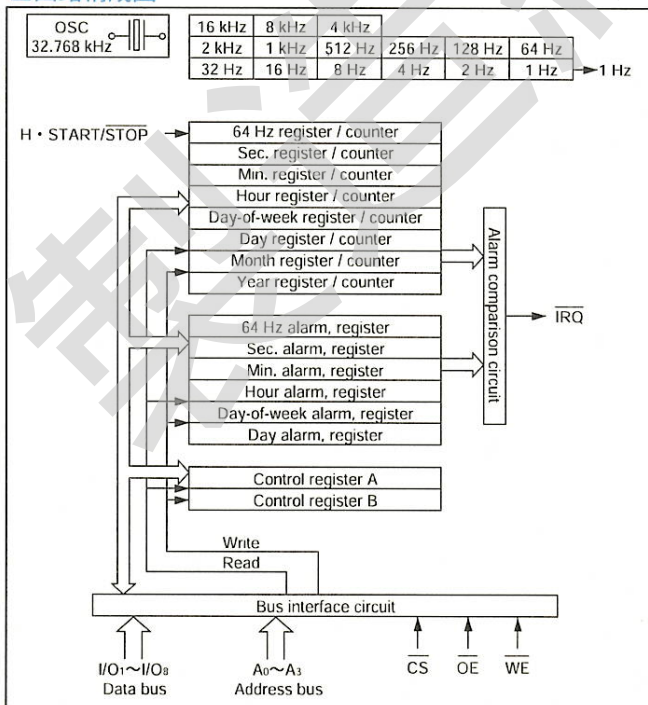 OSC
32.768 kHz
16 kHz 8 kHz 4 kHz
2 kHz 1 kHz 512 Hz 256 Hz 128 Hz 64 Hz
32 Hz 16 Hz 8 Hz 4 Hz 2 Hz 1 Hz 1 Hz
H • START/STOP
64 Hz register / counter
Sec. register / counter
Min. register / counter
Hour register / counter
Day-of-week register / counter
Day register / counter
Month register / counter
Year register / counter
64 Hz alarm, register
Sec. alarm, register
Min. alarm, register
Hour alarm, register
Day-of-week alarm, register
Day alarm, register
Alarm comparison circuit
IRQ
Control register A
Control register B
Write
Read
Bus interface circuit
I/O1～I/O8
Data bus
A0～A3
Address bus
CS OE WE